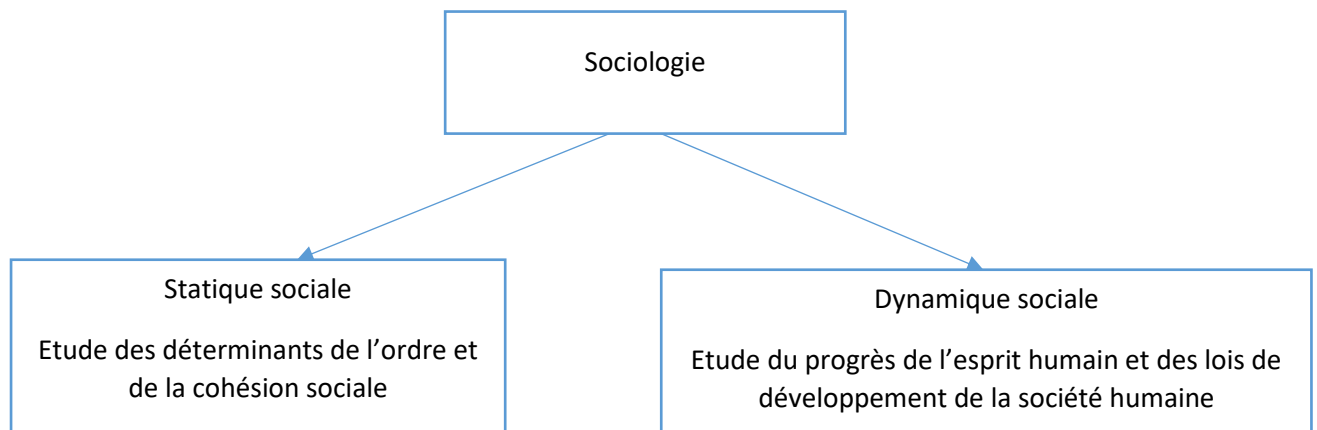 Sociologie
Statique sociale
Etude des déterminants de l’ordre et
de la cohésion sociale
Dynamique sociale
Etude du progrès de l’esprit humain et des lois de
développement de la société humaine